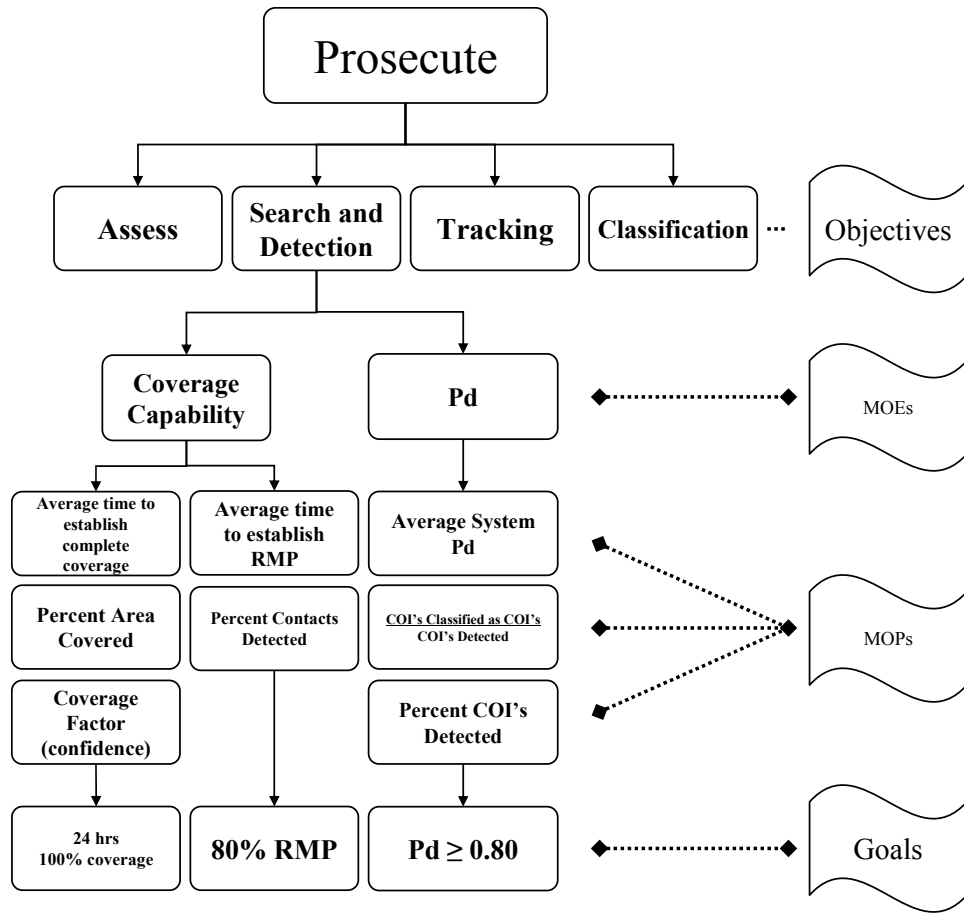 Prosecute
Assess
Search and
Detection
Tracking
Classification
...
Objectives
Coverage
Capability
Pd
MOEs
Average time to
establish
complete
coverage
Average time
to establish
RMP
Average System
Pd
Percent Area
Covered
Percent Contacts
Detected
COI's Classified as COI's
COI's Detected
MOPs
Coverage
Factor
(confidence)
Percent COI's
Detected
24 hrs
100% coverage
80% RMP
Pd ≥ 0.80
Goals